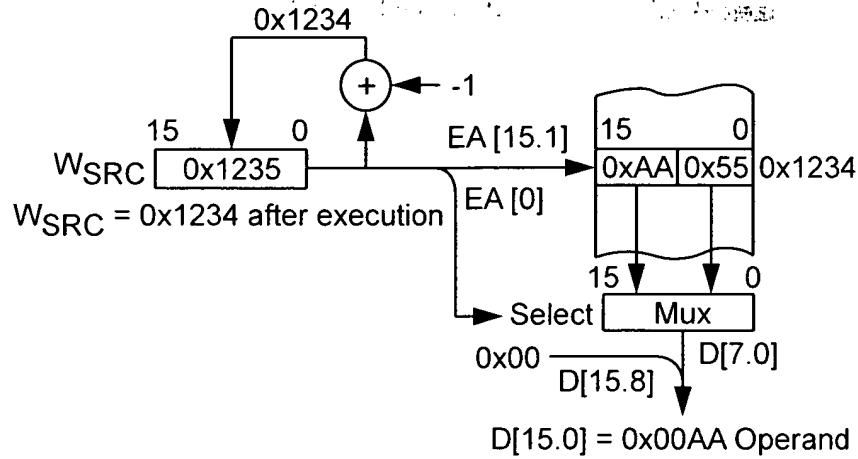 0x1234
+
-1
15 0
EA [15.1]
15 0
W_SRC 0x1235
0xAA 0x55 0x1234
EA [0]
W_SRC = 0x1234 after execution
15 0
Select Mux
0x00
D[7.0]
D[15.8]
D[15.0] = 0x00AA Operand